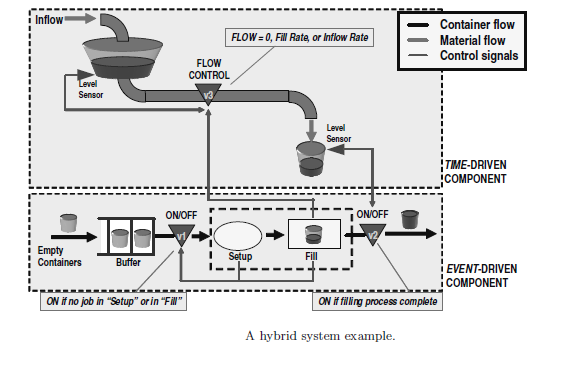 Inflow
FLOW = 0, Fill Rate, or Inflow Rate
Container flow
Material flow
Control signals
FLOW
CONTROL
Level
Sensor
v3
Level
Sensor
TIME-DRIVEN
COMPONENT
ON/OFF
ON/OFF
v1
v2
Empty
Containers
Buffer
Setup
Fill
EVENT-DRIVEN
COMPONENT
ON if no job in “Setup” or in “Fill”
ON if filling process complete
A hybrid system example.